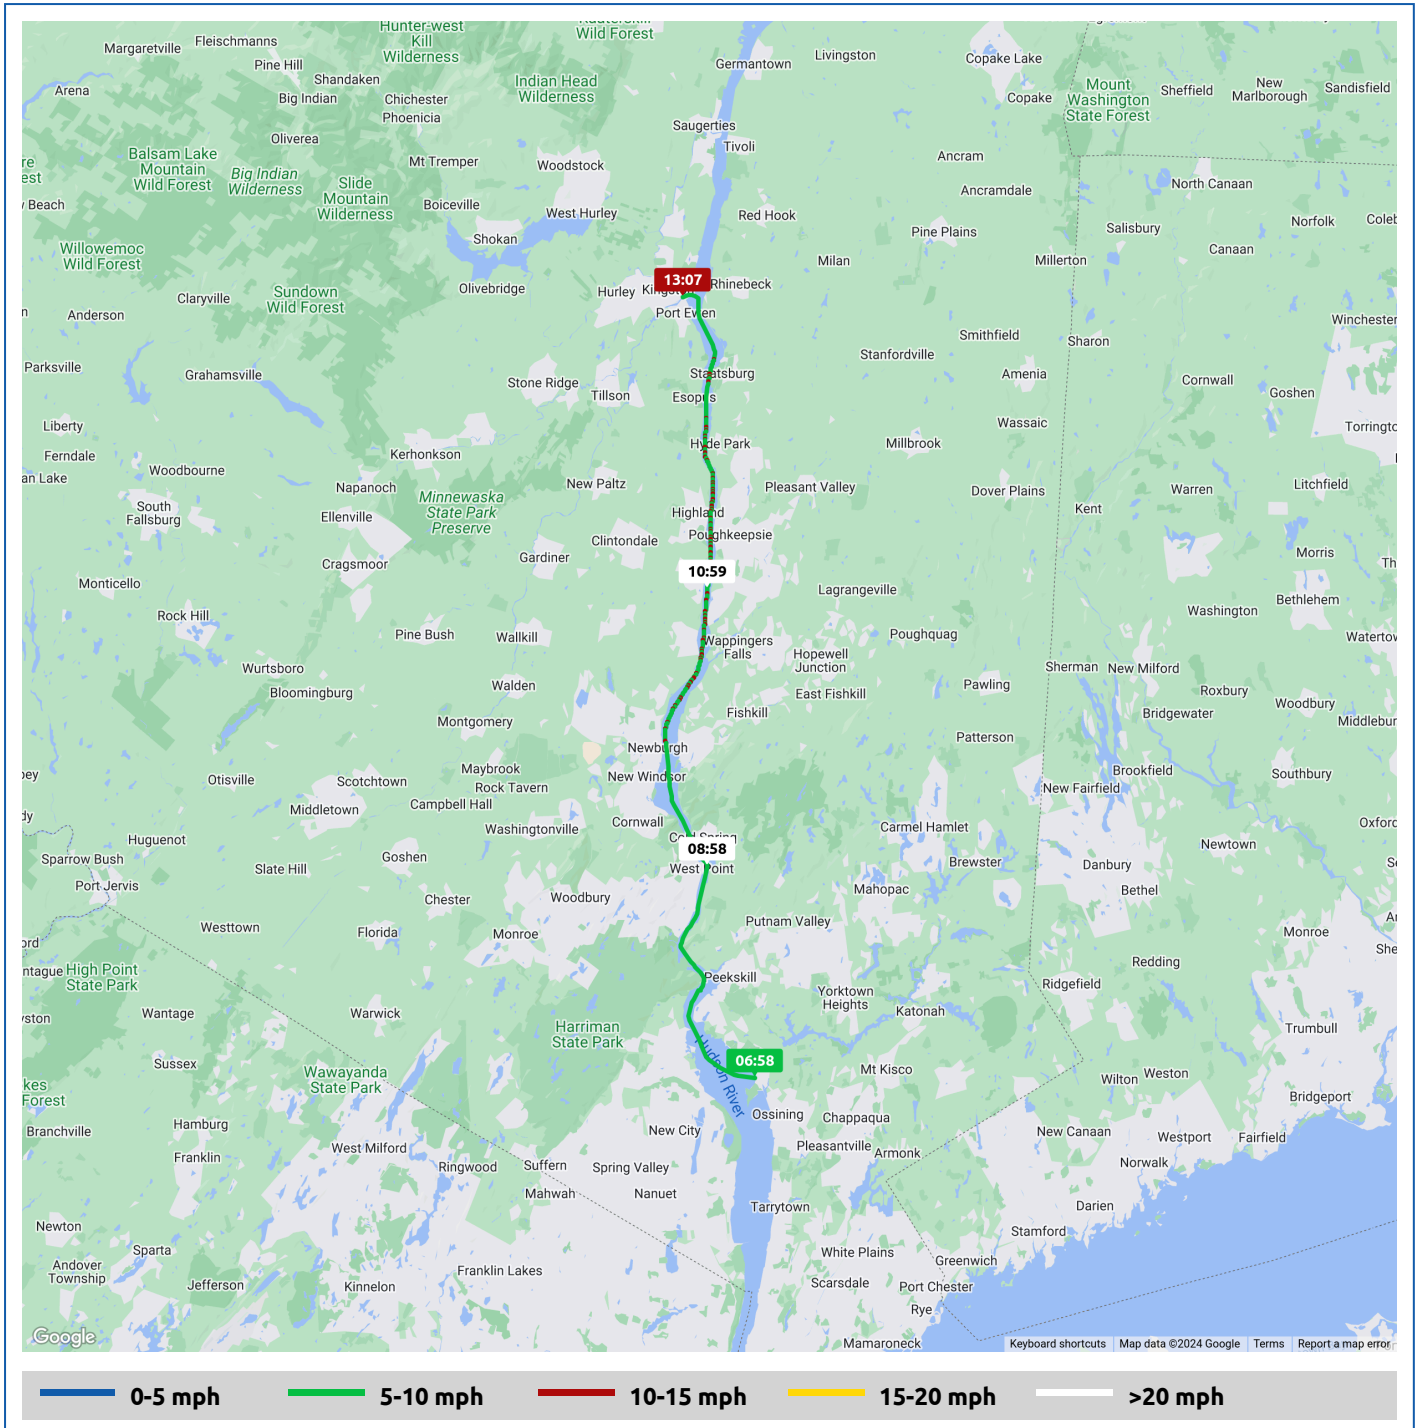 Hunter-west
Kill
Wilderness
Wild Forest
Margaretville
Fleischmanns
Pine Hill
Shandaken
Arena
Big Indian
Chichester
Phoenicia
Indian Head
Wilderness
Germantown
Livingston
Copake Lake
Copake
Mount
Washington
State Forest
Sheffield
New
Marlborough
Sandisfield
Oliverea
Saugerties
Tivoli
Balsam Lake
Mountain
Wild Forest
Big Indian
Wilderness
Slide
Mountain
Wilderness
Mt Tremper
Woodstock
Ancram
Ancramdale
North Canaan
Boiceville
West Hurley
Red Hook
Pine Plains
Salisbury
Norfolk
Shokan
Canaan
Willowemoc
Wild Forest
Milan
Millerton
Olivebridge
Hurley
13:07
Rhinebeck
Port Ewen
Claryville
Sundown
Wild Forest
Anderson
Winchester
Smithfield
Sharon
Stanfordville
Parksville
Grahamsville
Stone Ridge
Tillson
Staatsburg
Esopus
Amenia
Cornwall
Goshen
Wassaic
Liberty
Ferndale
Woodbourne
Kerhonkson
Hyde Park
Millbrook
Napanoch
Minnewaska
State Park
Preserve
New Paltz
Pleasant Valley
Dover Plains
Warren
Litchfield
South
Fallsburg
Ellenville
Highland
Kent
Clintondale
Poughkeepsie
Morris
Cragsmoor
Gardiner
10:59
Monticello
Lagrangeville
Bethlehem
Washington
Rock Hill
Pine Bush
Wallkill
Wappingers
Falls
Poughquag
Hopewell
Junction
Wurtsboro
Bloomingburg
Walden
East Fishkill
Pawling
Sherman
New Milford
Roxbury
Woodbury
Bridgewater
Montgomery
Fishkill
Patterson
Newburgh
New Windsor
Maybrook
Rock Tavern
Campbell Hall
Otisville
Scotchtown
Middletown
Brookfield
Southbury
New Fairfield
Washingtonville
Cornwall
Cold Spring
08:58
West Point
Carmel Hamlet
Brewster
Danbury
Newtown
Oxford
Huguenot
Sparrow Bush
Port Jervis
Slate Hill
Goshen
Bethel
Mahopac
Chester
Woodbury
Putnam Valley
Westtown
Florida
Monroe
Monroe
High Point
State Park
Peekskill
Yorktown
Heights
Redding
Ridgefield
Katonah
Wantage
Warwick
Harriman
State Park
Trumbull
Sussex
Wawayanda
State Park
Hudson River
06:58
Mt Kisco
Wilton
Weston
Bridgeport
Branchville
Hamburg
Ossining
Chappaqua
New City
Pleasantville
Armonk
New Canaan
Westport
Fairfield
Franklin
West Milford
Ringwood
Suffern
Spring Valley
Mahwah
Nanuet
Norwalk
Tarrytown
Darien
Stamford
Newton
Sparta
Andover
Township
White Plains
Greenwich
Jefferson
Kinnelon
Franklin Lakes
Scarsdale
Port Chester
Rye
Mamaroneck
Google
Keyboard shortcuts
Map data ©2024 Google
Terms
Report a map error
0-5 mph
5-10 mph
10-15 mph
15-20 mph
>20 mph